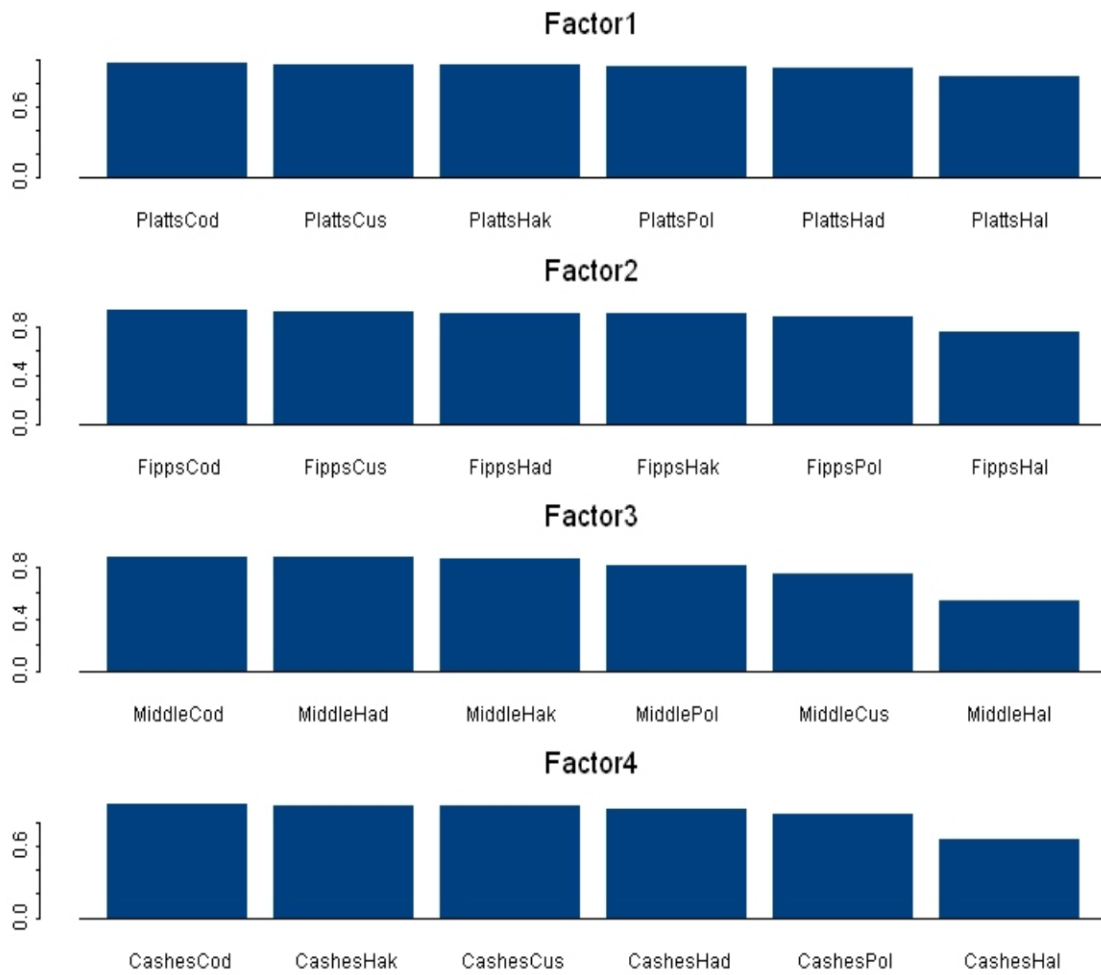 Factor1
0.6
0.0
PlattsCod PlattsCus PlattsHak PlattsPol PlattsHad PlattsHal
Factor2
0.8
0.4
0.0
FippsCod FippsCus FippsHad FippsHak FippsPol FippsHal
Factor3
0.8
0.4
0.0
MiddleCod MiddleHad MiddleHak MiddlePol MiddleCus MiddleHal
Factor4
0.6
0.0
CashesCod CashesHak CashesCus CashesHad CashesPol CashesHal